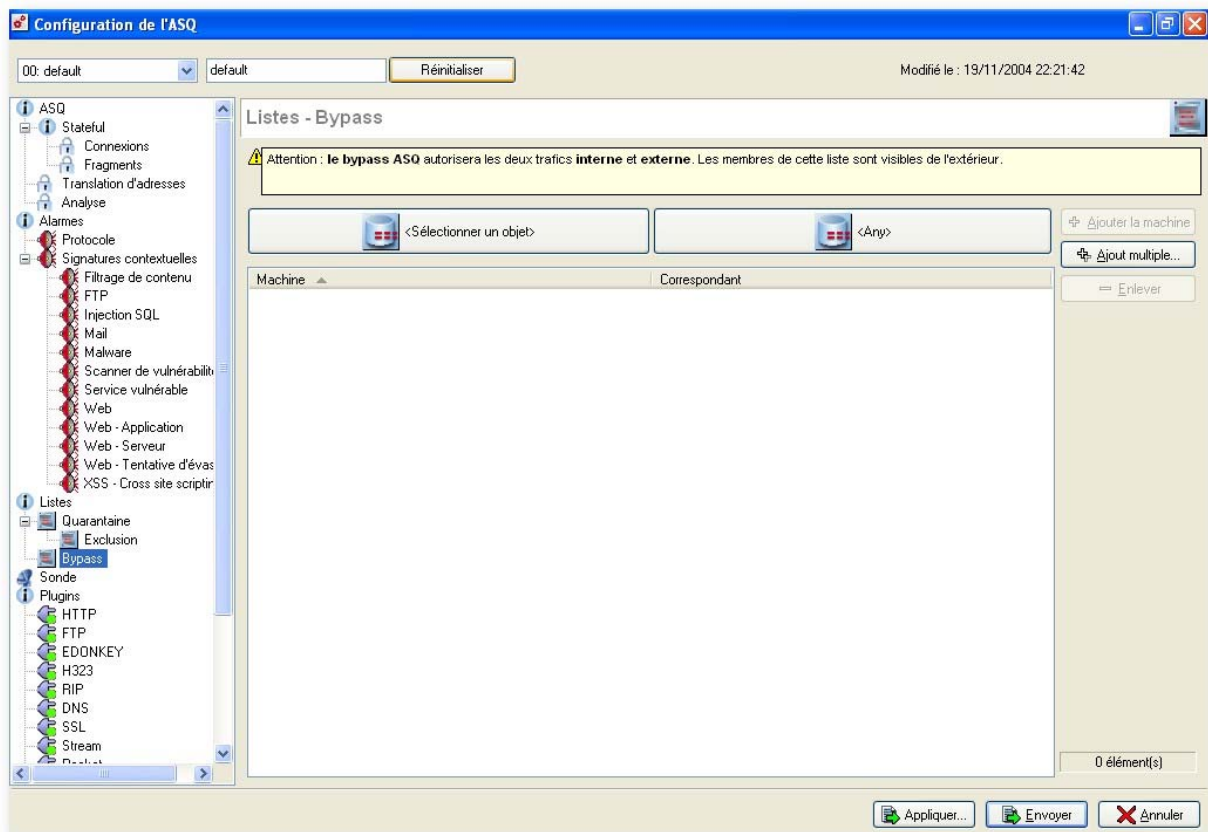 Configuration de l'ASQ
00: default
default
Réinitialiser
Modifié le : 19/11/2004 22:21:42
ASQ
Stateful
Connexions
Fragments
Translation d'adresses
Analyse
Alarmes
Protocole
Signatures contextuelles
Filtrage de contenu
FTP
Injection SQL
Mail
Malware
Scanner de vulnérabilit
Service vulnérable
Web
Web - Application
Web - Serveur
Web - Tentative d'évas
XSS - Cross site scriptin
Listes
Quarantaine
Exclusion
Bypass
Sonde
Plugins
HTTP
FTP
EDONKEY
H323
RIP
DNS
SSL
Stream
Listes - Bypass
Attention : le bypass ASQ autorisera les deux trafics interne et externe. Les membres de cette liste sont visibles de l'extérieur.
<Sélectionner un objet>
<Any>
Ajouter la machine
Ajout multiple...
Enlever
Machine
Correspondant
0 élément(s)
Appliquer...
Envoyer
Annuler